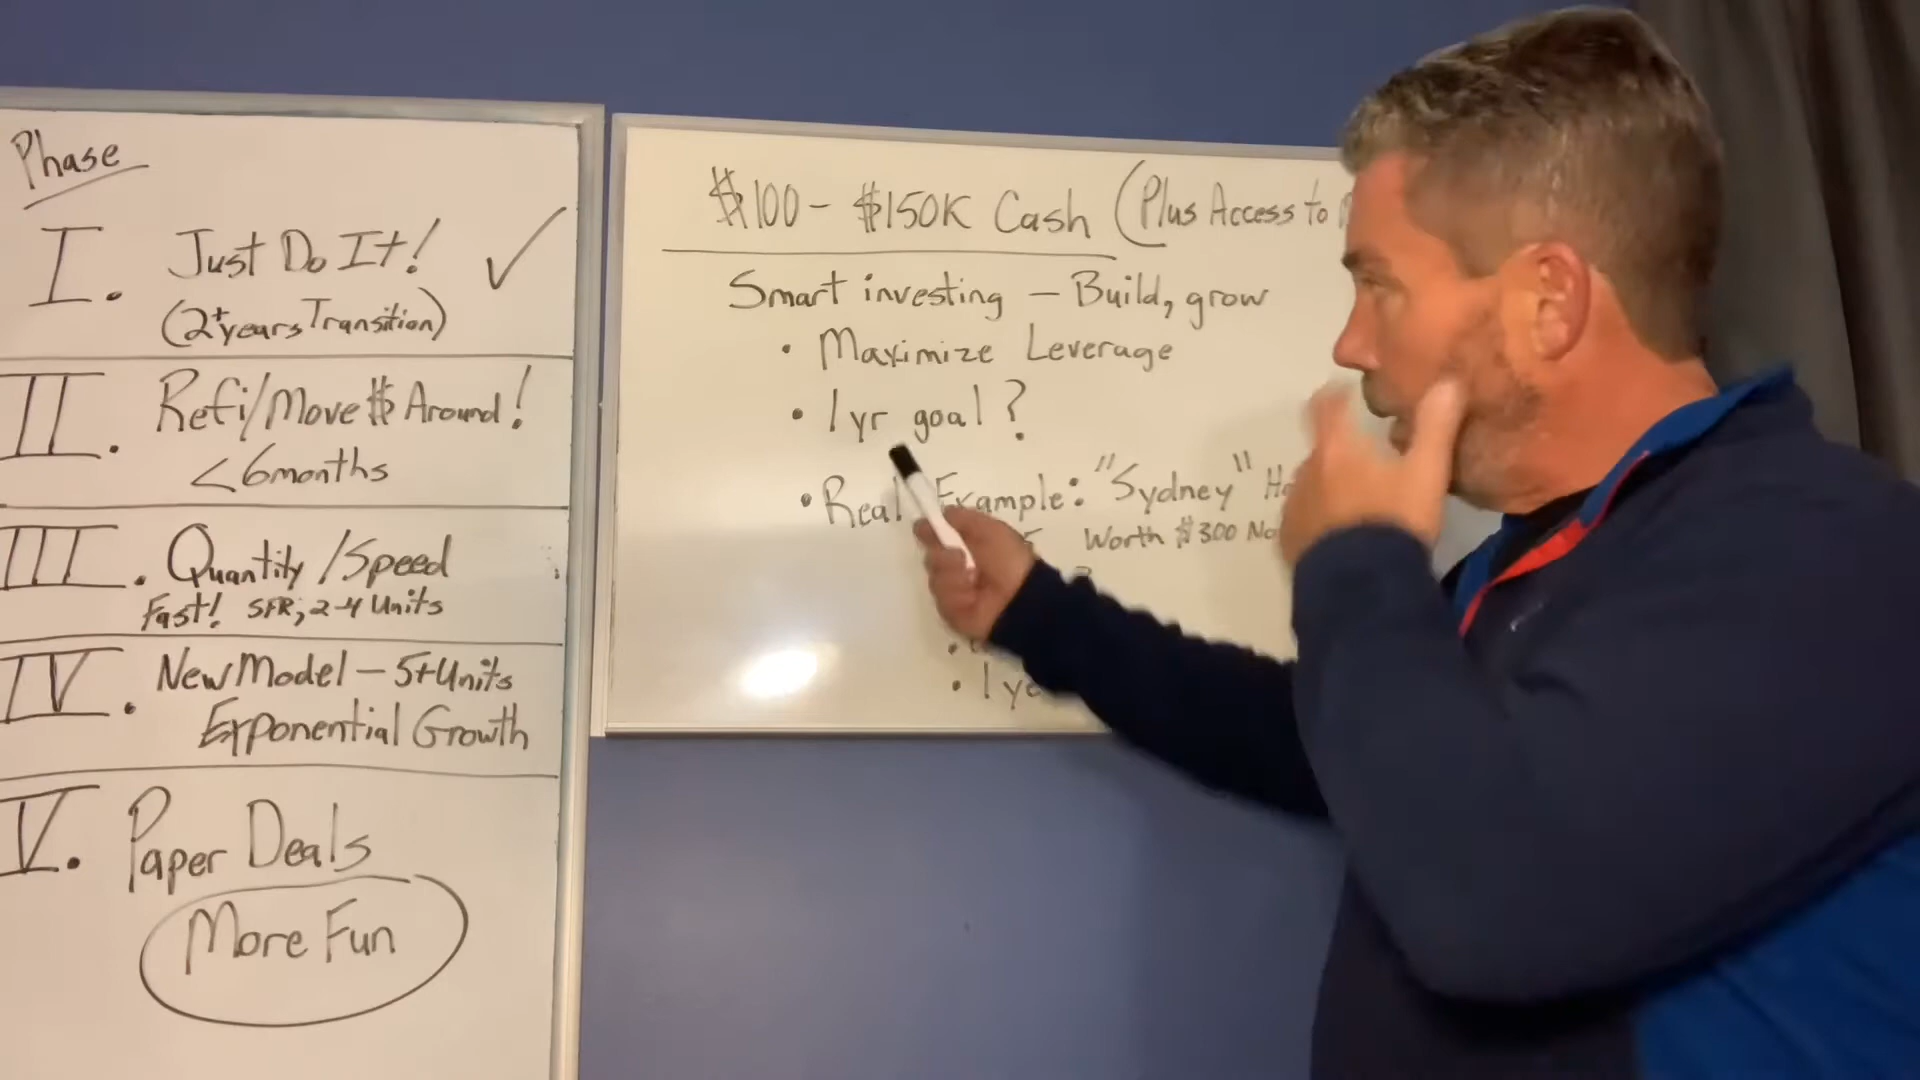 Phase
I. Just Do It! ✓
(2+years Transition)
II. Refi/Move $ Around!
<6months
III. Quantity/Speed
Fast! SFR, 2-4 Units
IV. New Model - 5+Units
Exponential Growth
V. Paper Deals
More Fun
$100 - $150K Cash (Plus Access to
Smart investing - Build, grow
• Maximize Leverage
• 1yr goal?
• Real Example: "Sydney"
Worth $300
• 1